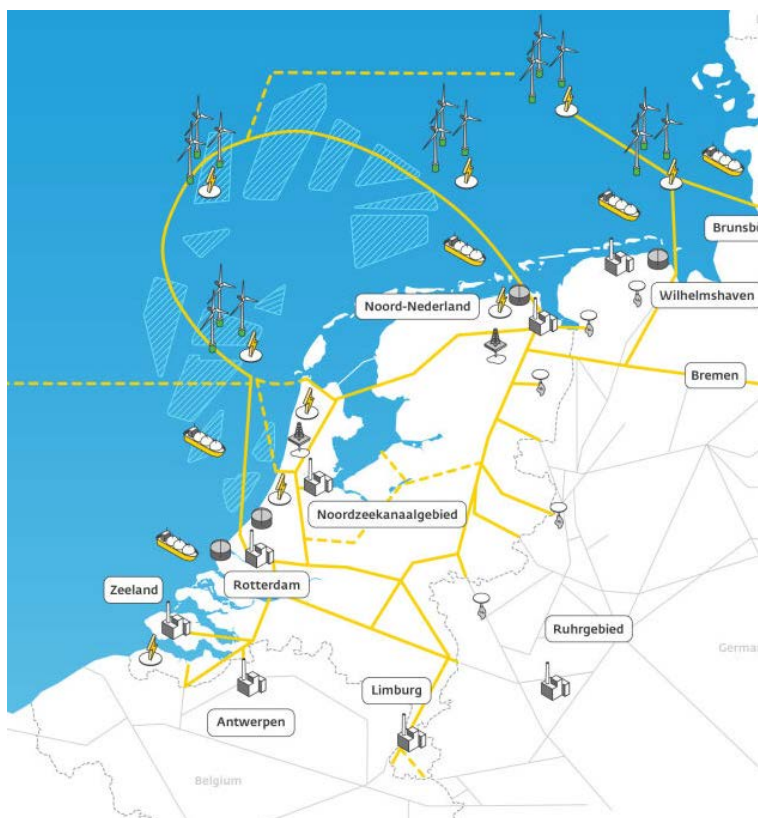 Brunsbü
Noord-Nederland
Wilhelmshaven
Bremen
Noordzeekanaalgebied
Rotterdam
Zeeland
Ruhrgebied
Germa
Limburg
Antwerpen
Belgium